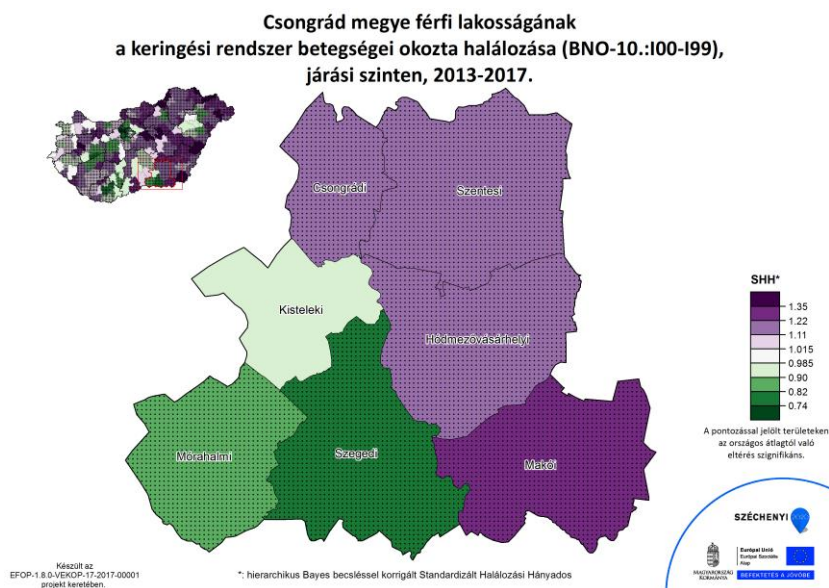 Csongrád megye férfi lakosságának
a keringési rendszer betegségei okozta halálozása (BNO-10.:I00-I99),
járási szinten, 2013-2017.
Csongrádi
Szentesi
Kisteleki
Hódmezővásárhelyi
Mórahalmi
Szegedi
Makói
SHH*
1.35
1.22
1.11
1.015
0.985
0.90
0.82
0.74
A pontozással jelölt területeken
az országos átlagtól való
eltérés szignifikáns.
Készült az
EFOP-1.8.0-VEKOP-17-2017-00001
projekt keretében.
*: hierarchikus Bayes becsléssel korrigált Standardizált Halálozási Hányados
SZÉCHENYI 2020
MAGYARORSZÁG
KORMÁNYA
Európai Unió
Európai Szociális
Alap
BEFEKTETÉS A JÖVŐBE